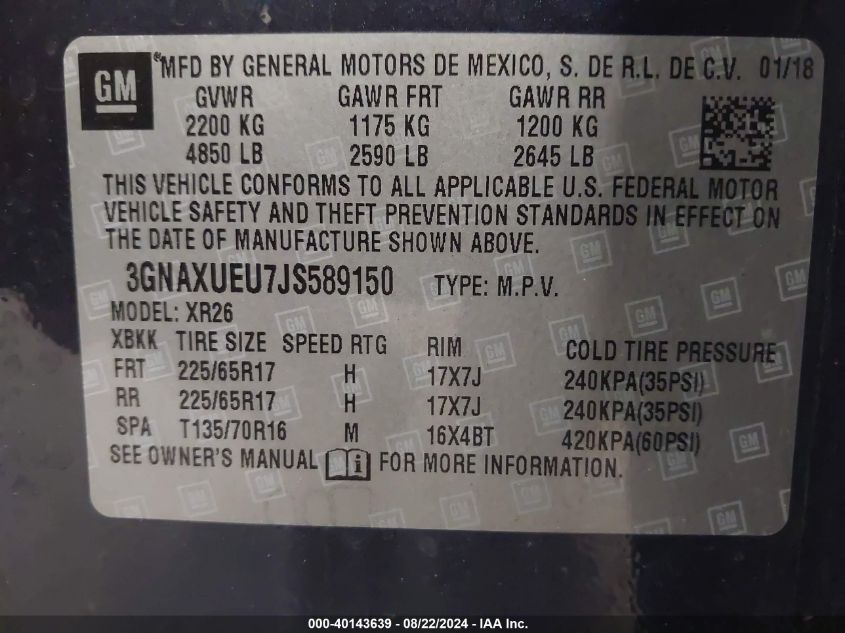 GM
MFD BY GENERAL MOTORS DE MEXICO, S. DE R.L. DE C.V. 01/18
GVWR GAWR FRT GAWR RR
2200 KG 1175 KG 1200 KG
4850 LB 2590 LB 2645 LB
THIS VEHICLE CONFORMS TO ALL APPLICABLE U.S. FEDERAL MOTOR
VEHICLE SAFETY AND THEFT PREVENTION STANDARDS IN EFFECT ON
THE DATE OF MANUFACTURE SHOWN ABOVE.
3GNAXUEU7JS589150 TYPE: M.P.V.
MODEL: XR26
XBKK TIRE SIZE SPEED RTG RIM COLD TIRE PRESSURE
FRT 225/65R17 H 17X7J 240KPA(35PSI)
RR 225/65R17 H 17X7J 240KPA(35PSI)
SPA T135/70R16 M 16X4BT 420KPA(60PSI)
SEE OWNER'S MANUAL i FOR MORE INFORMATION.
000-40143639 - 08/22/2024 - IAA Inc.